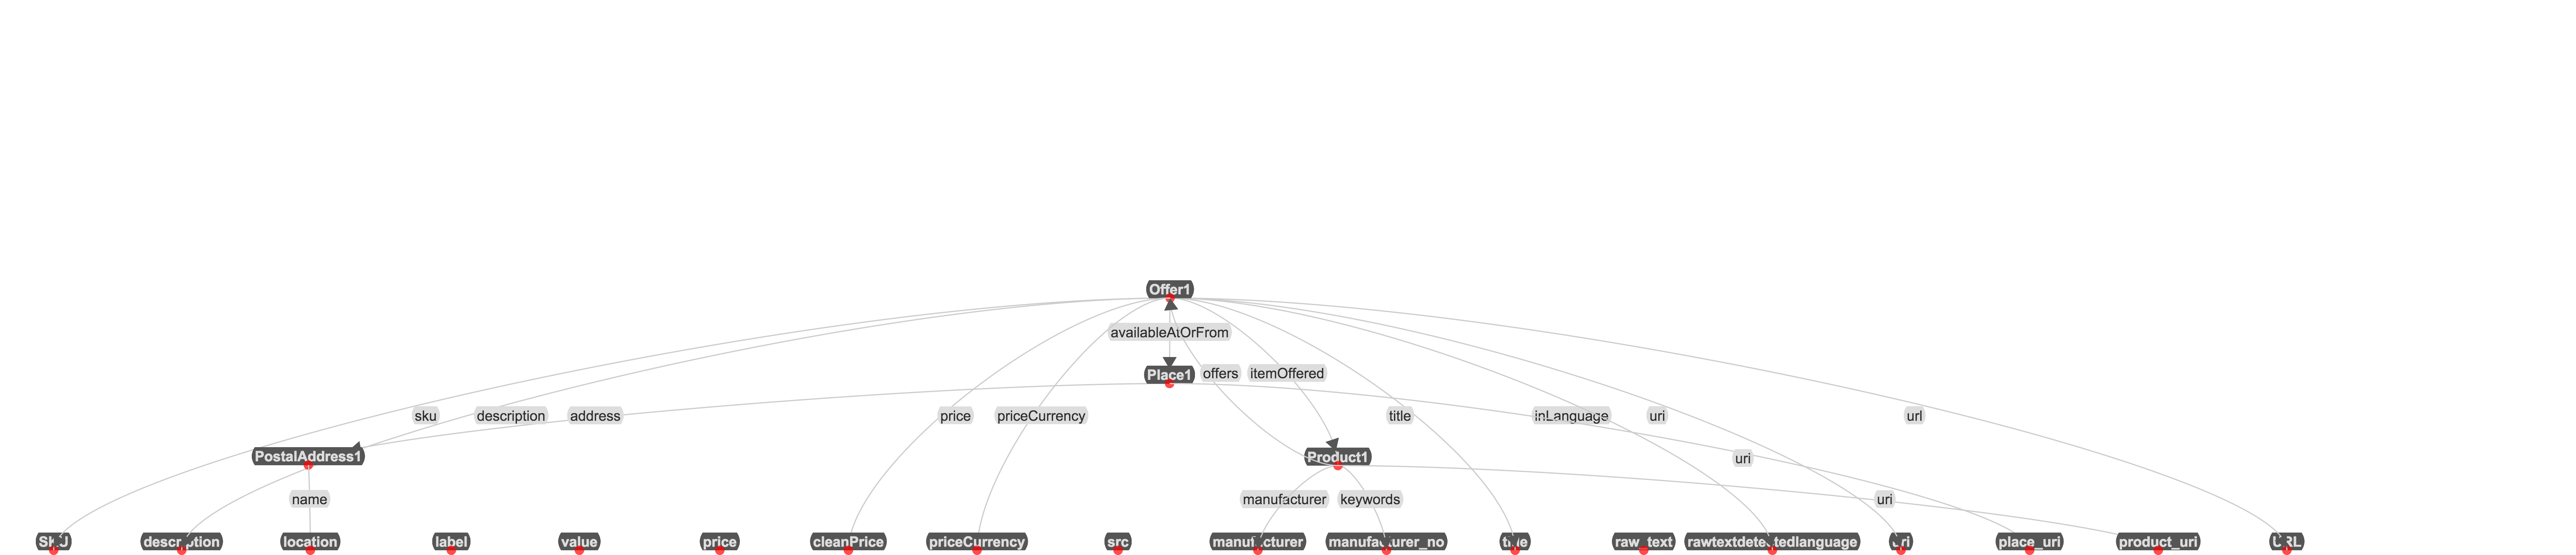 Offer1
availableAtOrFrom
Place1
offers
itemOffered
sku
description
address
price
priceCurrency
title
inLanguage
uri
url
PostalAddress1
Product1
uri
name
manufacturer
keywords
uri
SKU
description
location
label
value
price
cleanPrice
priceCurrency
src
manufacturer
manufacturer_no
title
raw_text
rawtextdetectedlanguage
uri
place_uri
product_uri
URL